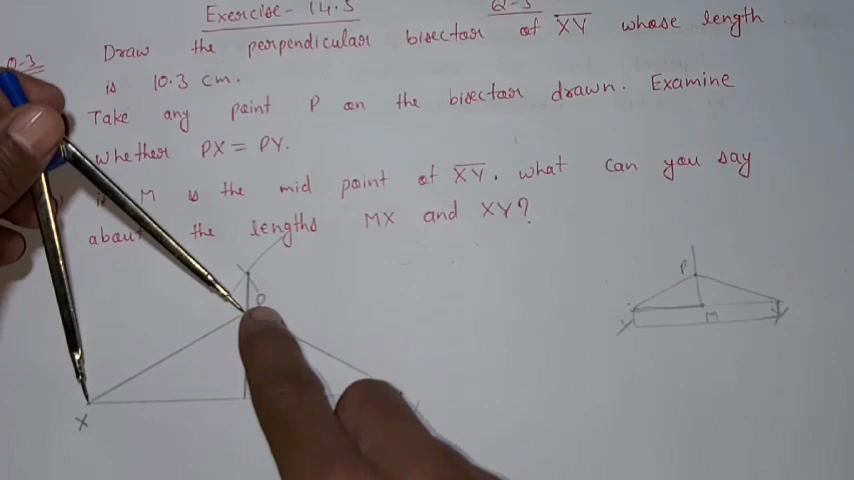 Exercise- 14.5 Q-3
Q-3 Draw the perpendicular bisector of XY whose length
is 10.3 cm.
Take any point P on the bisector drawn. Examine
whether PX = PY.
M is the mid point of XY. what can you say
about the lengths MX and XY?
P
M
X